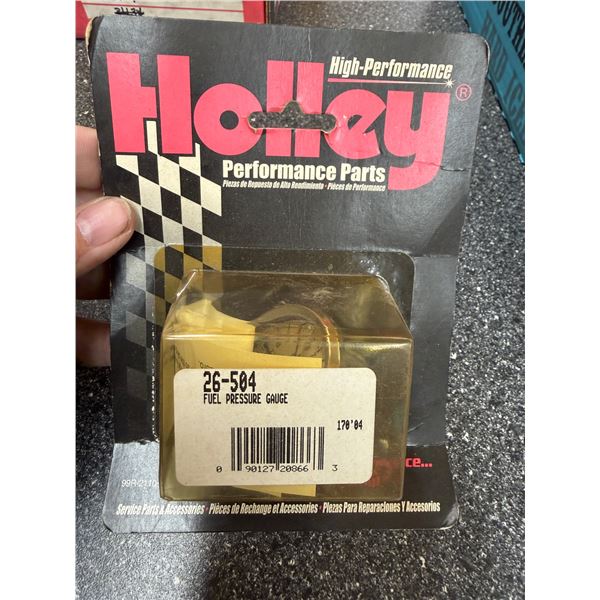 High-Performance
Holley®
Performance Parts
Piezas de Repuesto de Alto Rendimiento • Pièces de Performance
26-504
FUEL PRESSURE GAUGE
170'04
0 90127 20866 3
Service Parts & Accessories • Pièces de Rechange et Accessories • Piezas Para Reparaciones Y Accesorios